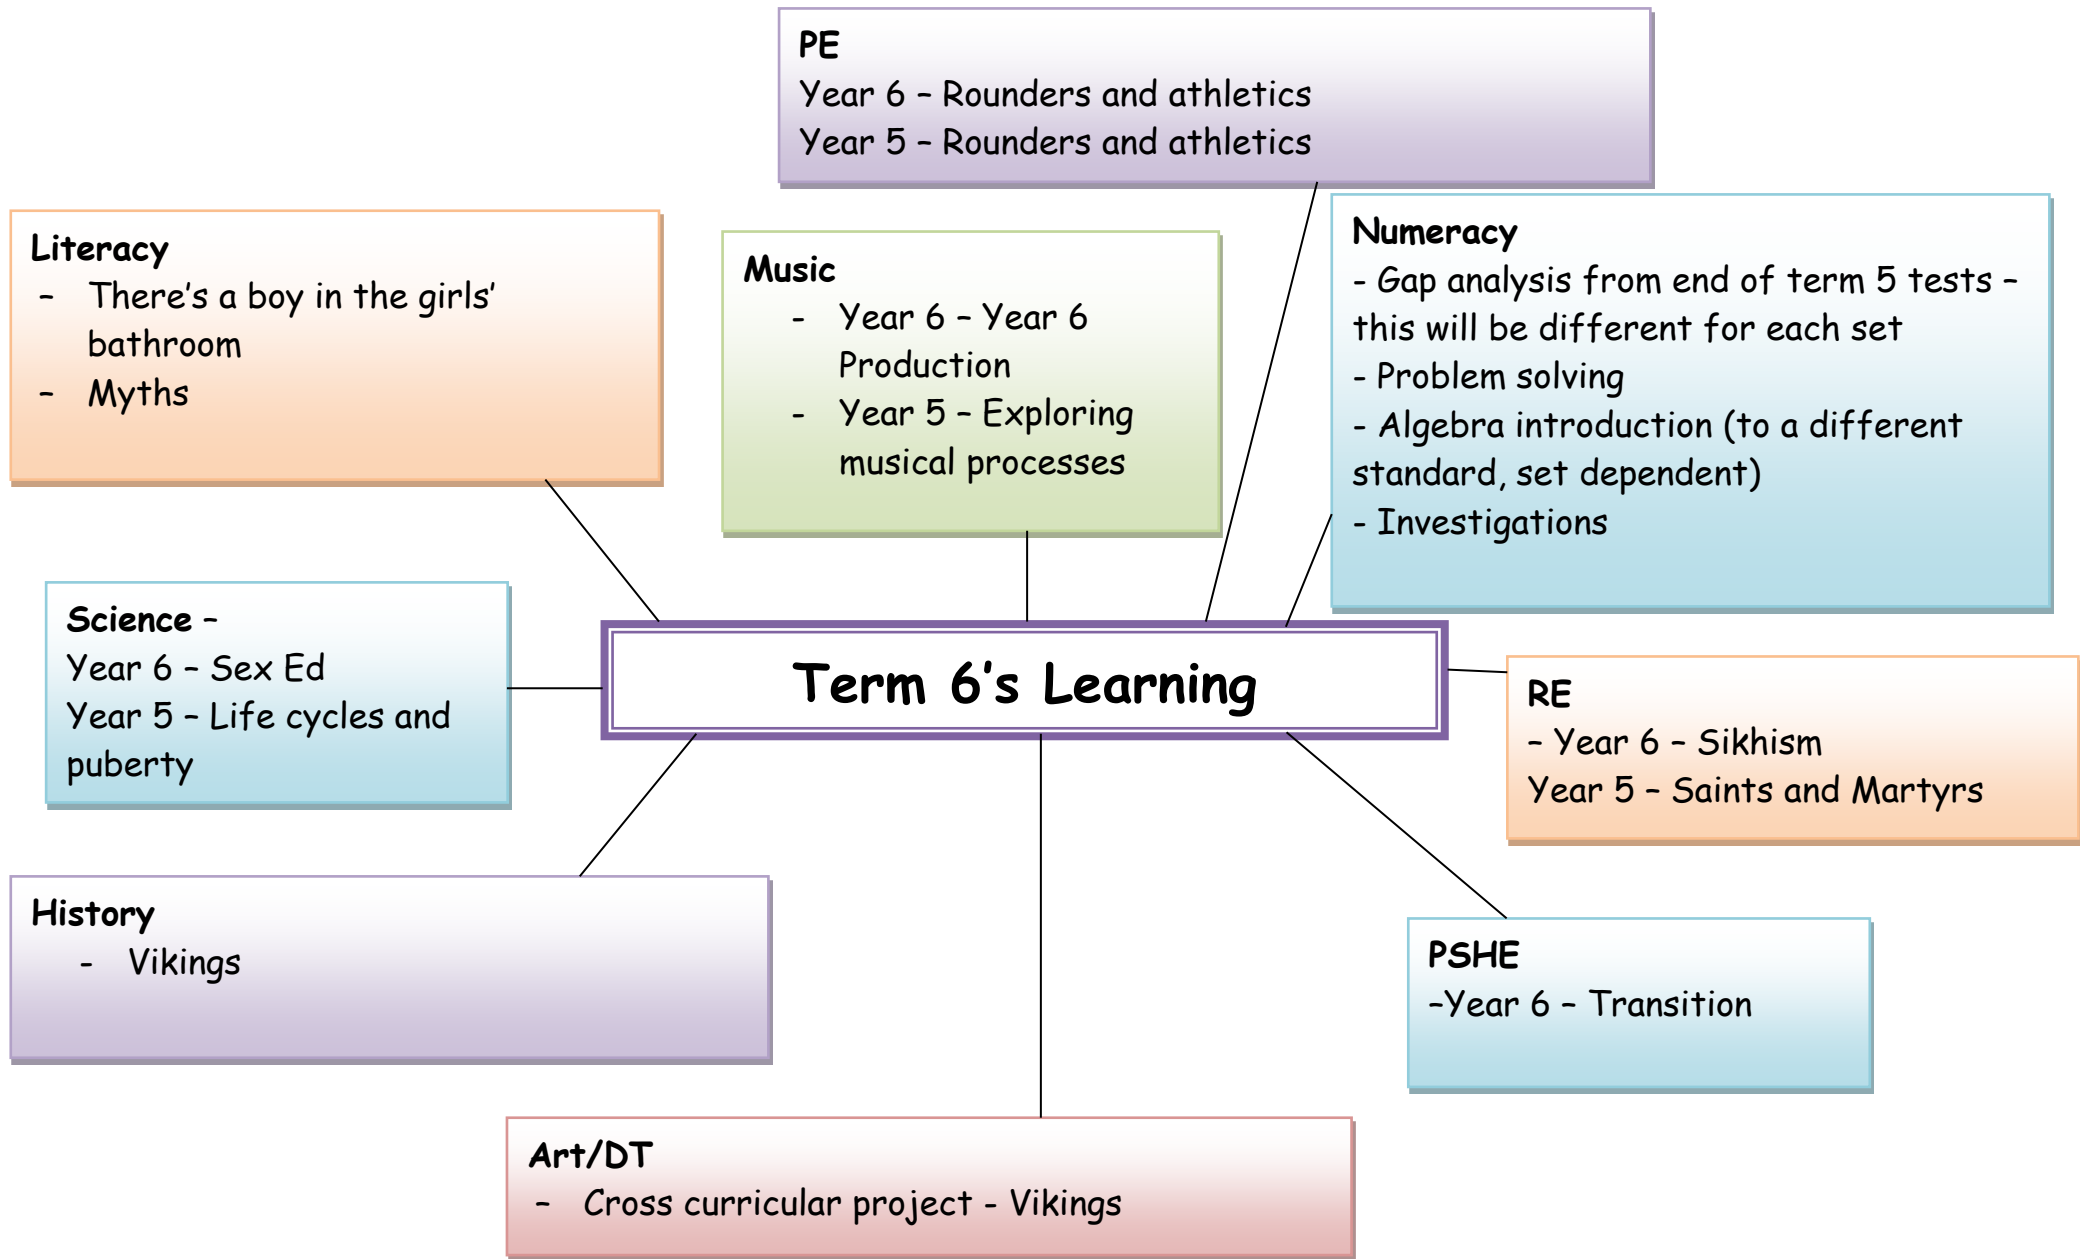 PE
Year 6 – Rounders and athletics
Year 5 – Rounders and athletics
Literacy
– There's a boy in the girls'
bathroom
– Myths
Music
- Year 6 – Year 6
Production
- Year 5 – Exploring
musical processes
Numeracy
- Gap analysis from end of term 5 tests –
this will be different for each set
- Problem solving
- Algebra introduction (to a different
standard, set dependent)
- Investigations
Science –
Year 6 – Sex Ed
Year 5 – Life cycles and
puberty
Term 6's Learning
RE
– Year 6 – Sikhism
Year 5 – Saints and Martyrs
History
- Vikings
PSHE
–Year 6 – Transition
Art/DT
– Cross curricular project - Vikings